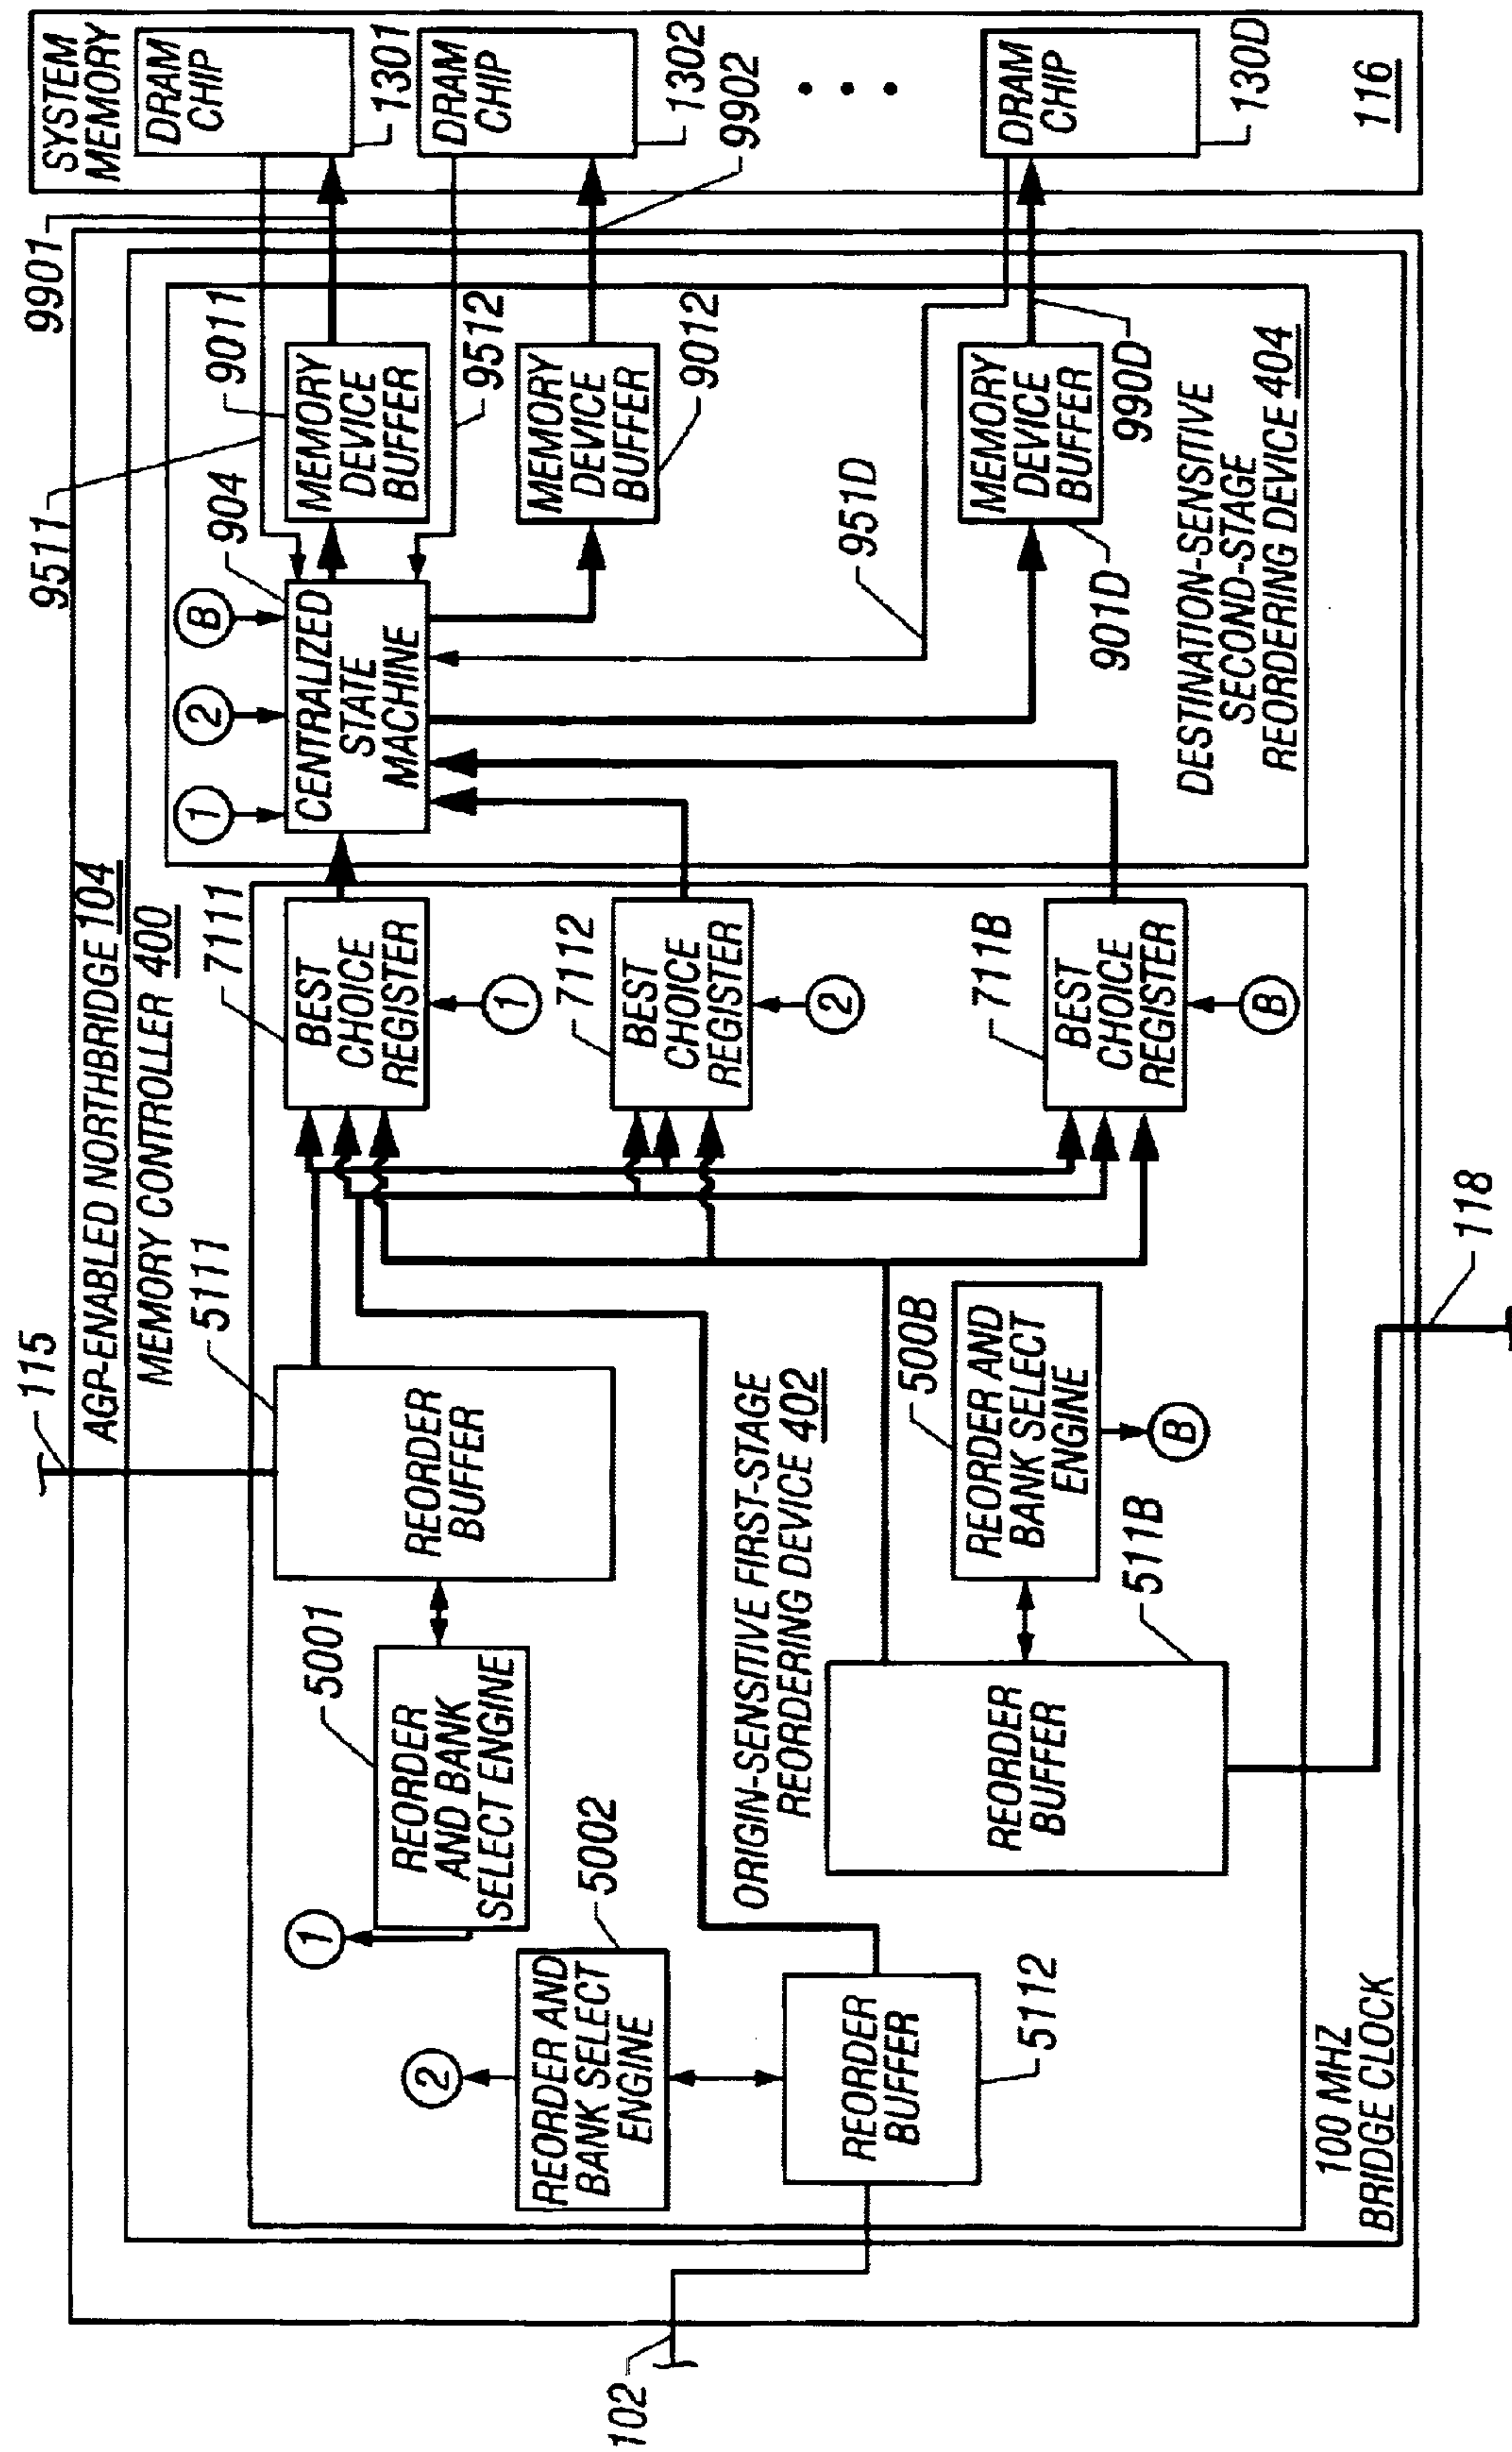 115
AGP-ENABLED NORTHBRIDGE 104
MEMORY CONTROLLER 400
9511
9901
SYSTEM
MEMORY
5111
7111
1
2
B
904
9011
DRAM
CHIP
1301
5001
REORDER
AND BANK
SELECT ENGINE
1
REORDER
BUFFER
BEST
CHOICE
REGISTER
1
CENTRALIZED
STATE
MACHINE
MEMORY
DEVICE
BUFFER
9512
DRAM
CHIP
1302
9902
2
REORDER AND
BANK SELECT
ENGINE
5002
7112
BEST
CHOICE
REGISTER
2
MEMORY
DEVICE
BUFFER
9012
102
REORDER
BUFFER
5112
ORIGIN-SENSITIVE FIRST-STAGE
REORDERING DEVICE 402
500B
REORDER AND
BANK SELECT
ENGINE
B
951D
REORDER
BUFFER
511B
711B
BEST
CHOICE
REGISTER
B
901D
MEMORY
DEVICE
BUFFER
990D
DRAM
CHIP
130D
DESTINATION-SENSITIVE
SECOND-STAGE
REORDERING DEVICE 404
100 MHZ
BRIDGE CLOCK
118
116